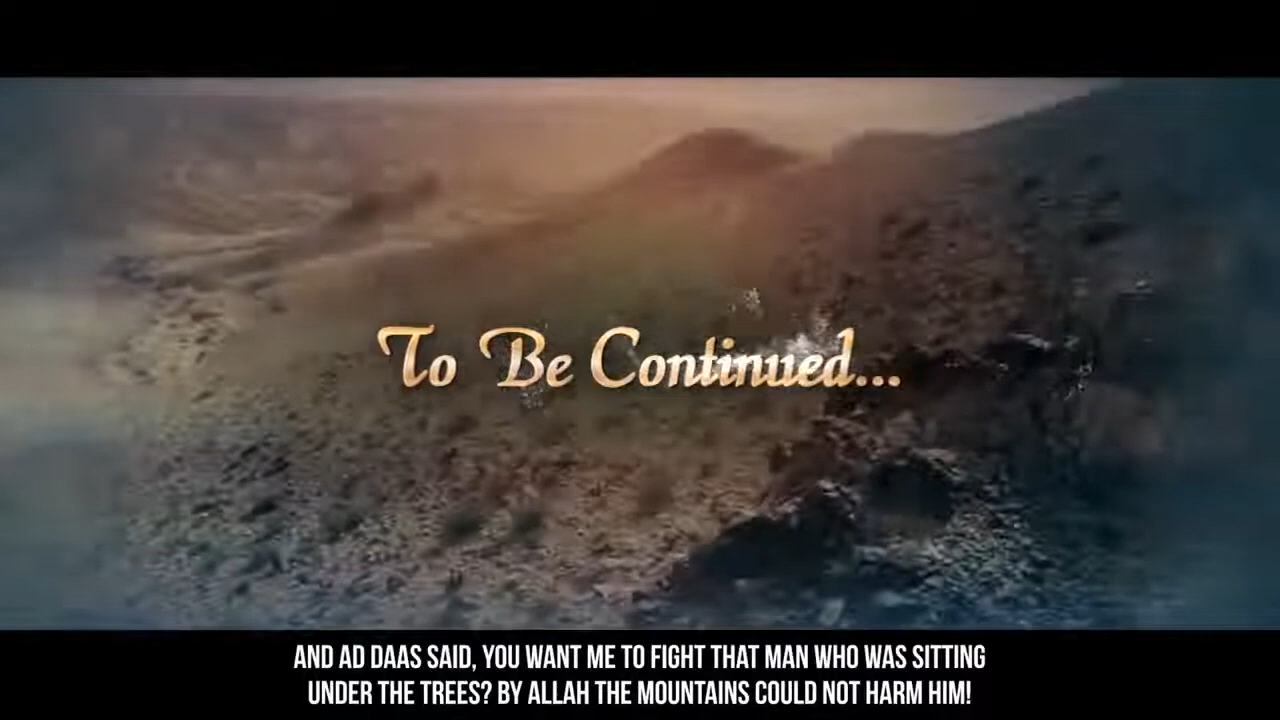 To Be Continued...
AND AD DAAS SAID, YOU WANT ME TO FIGHT THAT MAN WHO WAS SITTING
UNDER THE TREES? BY ALLAH THE MOUNTAINS COULD NOT HARM HIM!